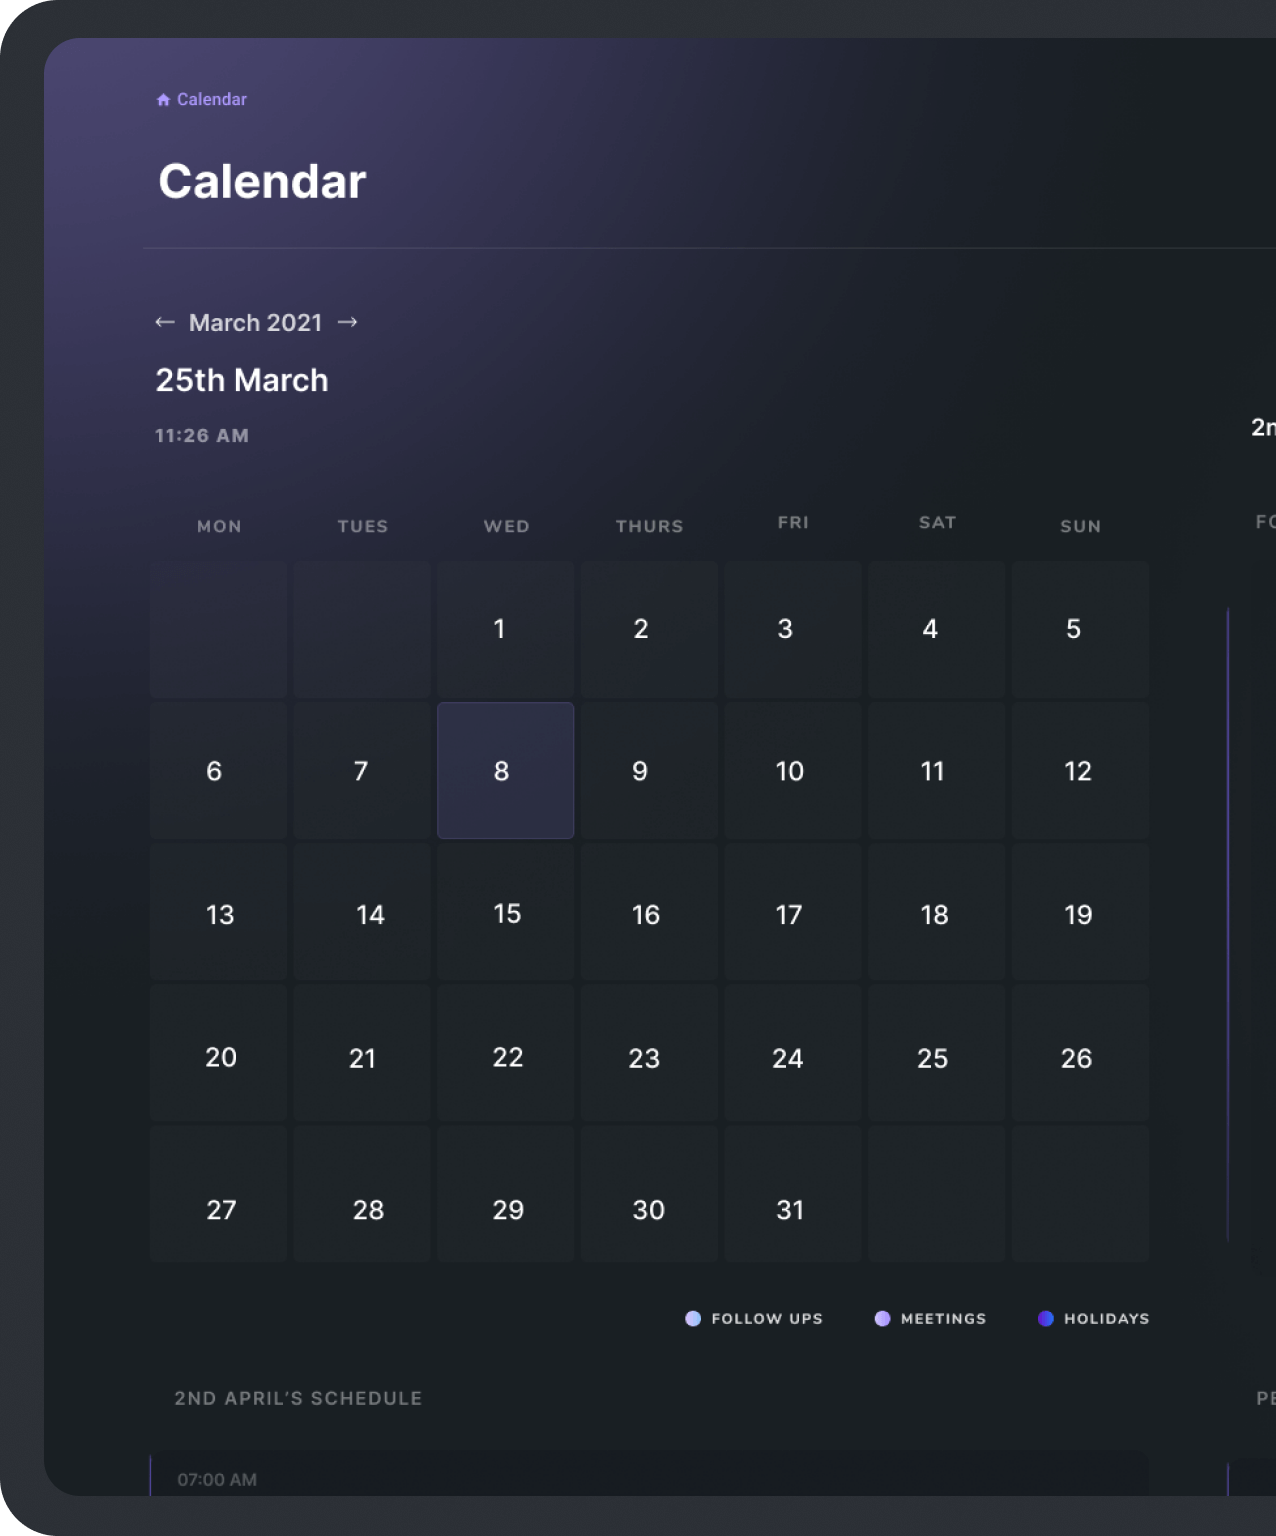 Calendar
Calendar
← March 2021 →
25th March
11:26 AM
MON TUES WED THURS FRI SAT SUN
1 2 3 4 5
6 7 8 9 10 11 12
13 14 15 16 17 18 19
20 21 22 23 24 25 26
27 28 29 30 31
FOLLOW UPS MEETINGS HOLIDAYS
2ND APRIL’S SCHEDULE
07:00 AM